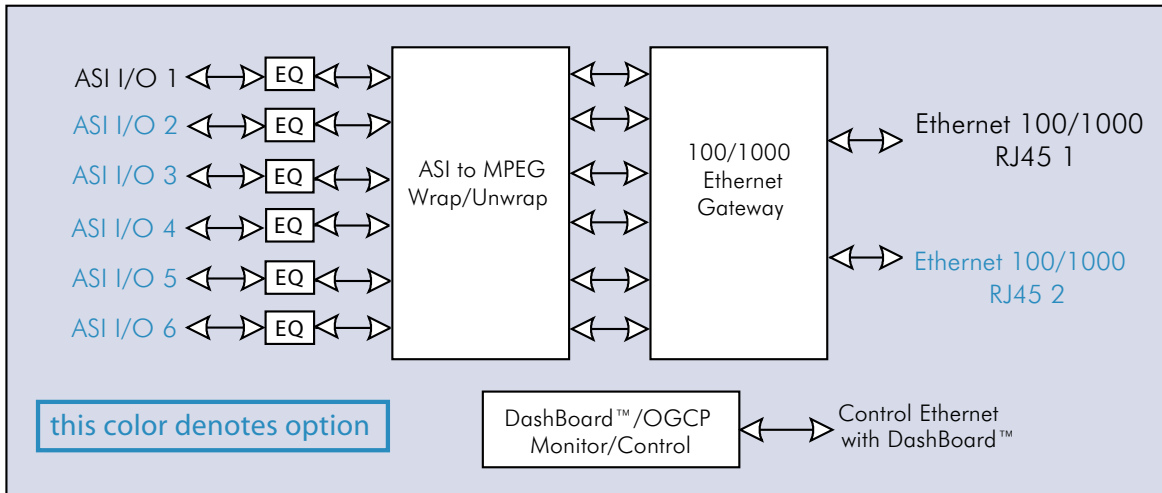 ASI I/O 1
EQ
ASI I/O 2
EQ
ASI I/O 3
EQ
ASI I/O 4
EQ
ASI I/O 5
EQ
ASI I/O 6
EQ
ASI to MPEG
Wrap/Unwrap
100/1000
Ethernet
Gateway
Ethernet 100/1000
RJ45 1
Ethernet 100/1000
RJ45 2
this color denotes option
DashBoard™/OGCP
Monitor/Control
Control Ethernet
with DashBoard™